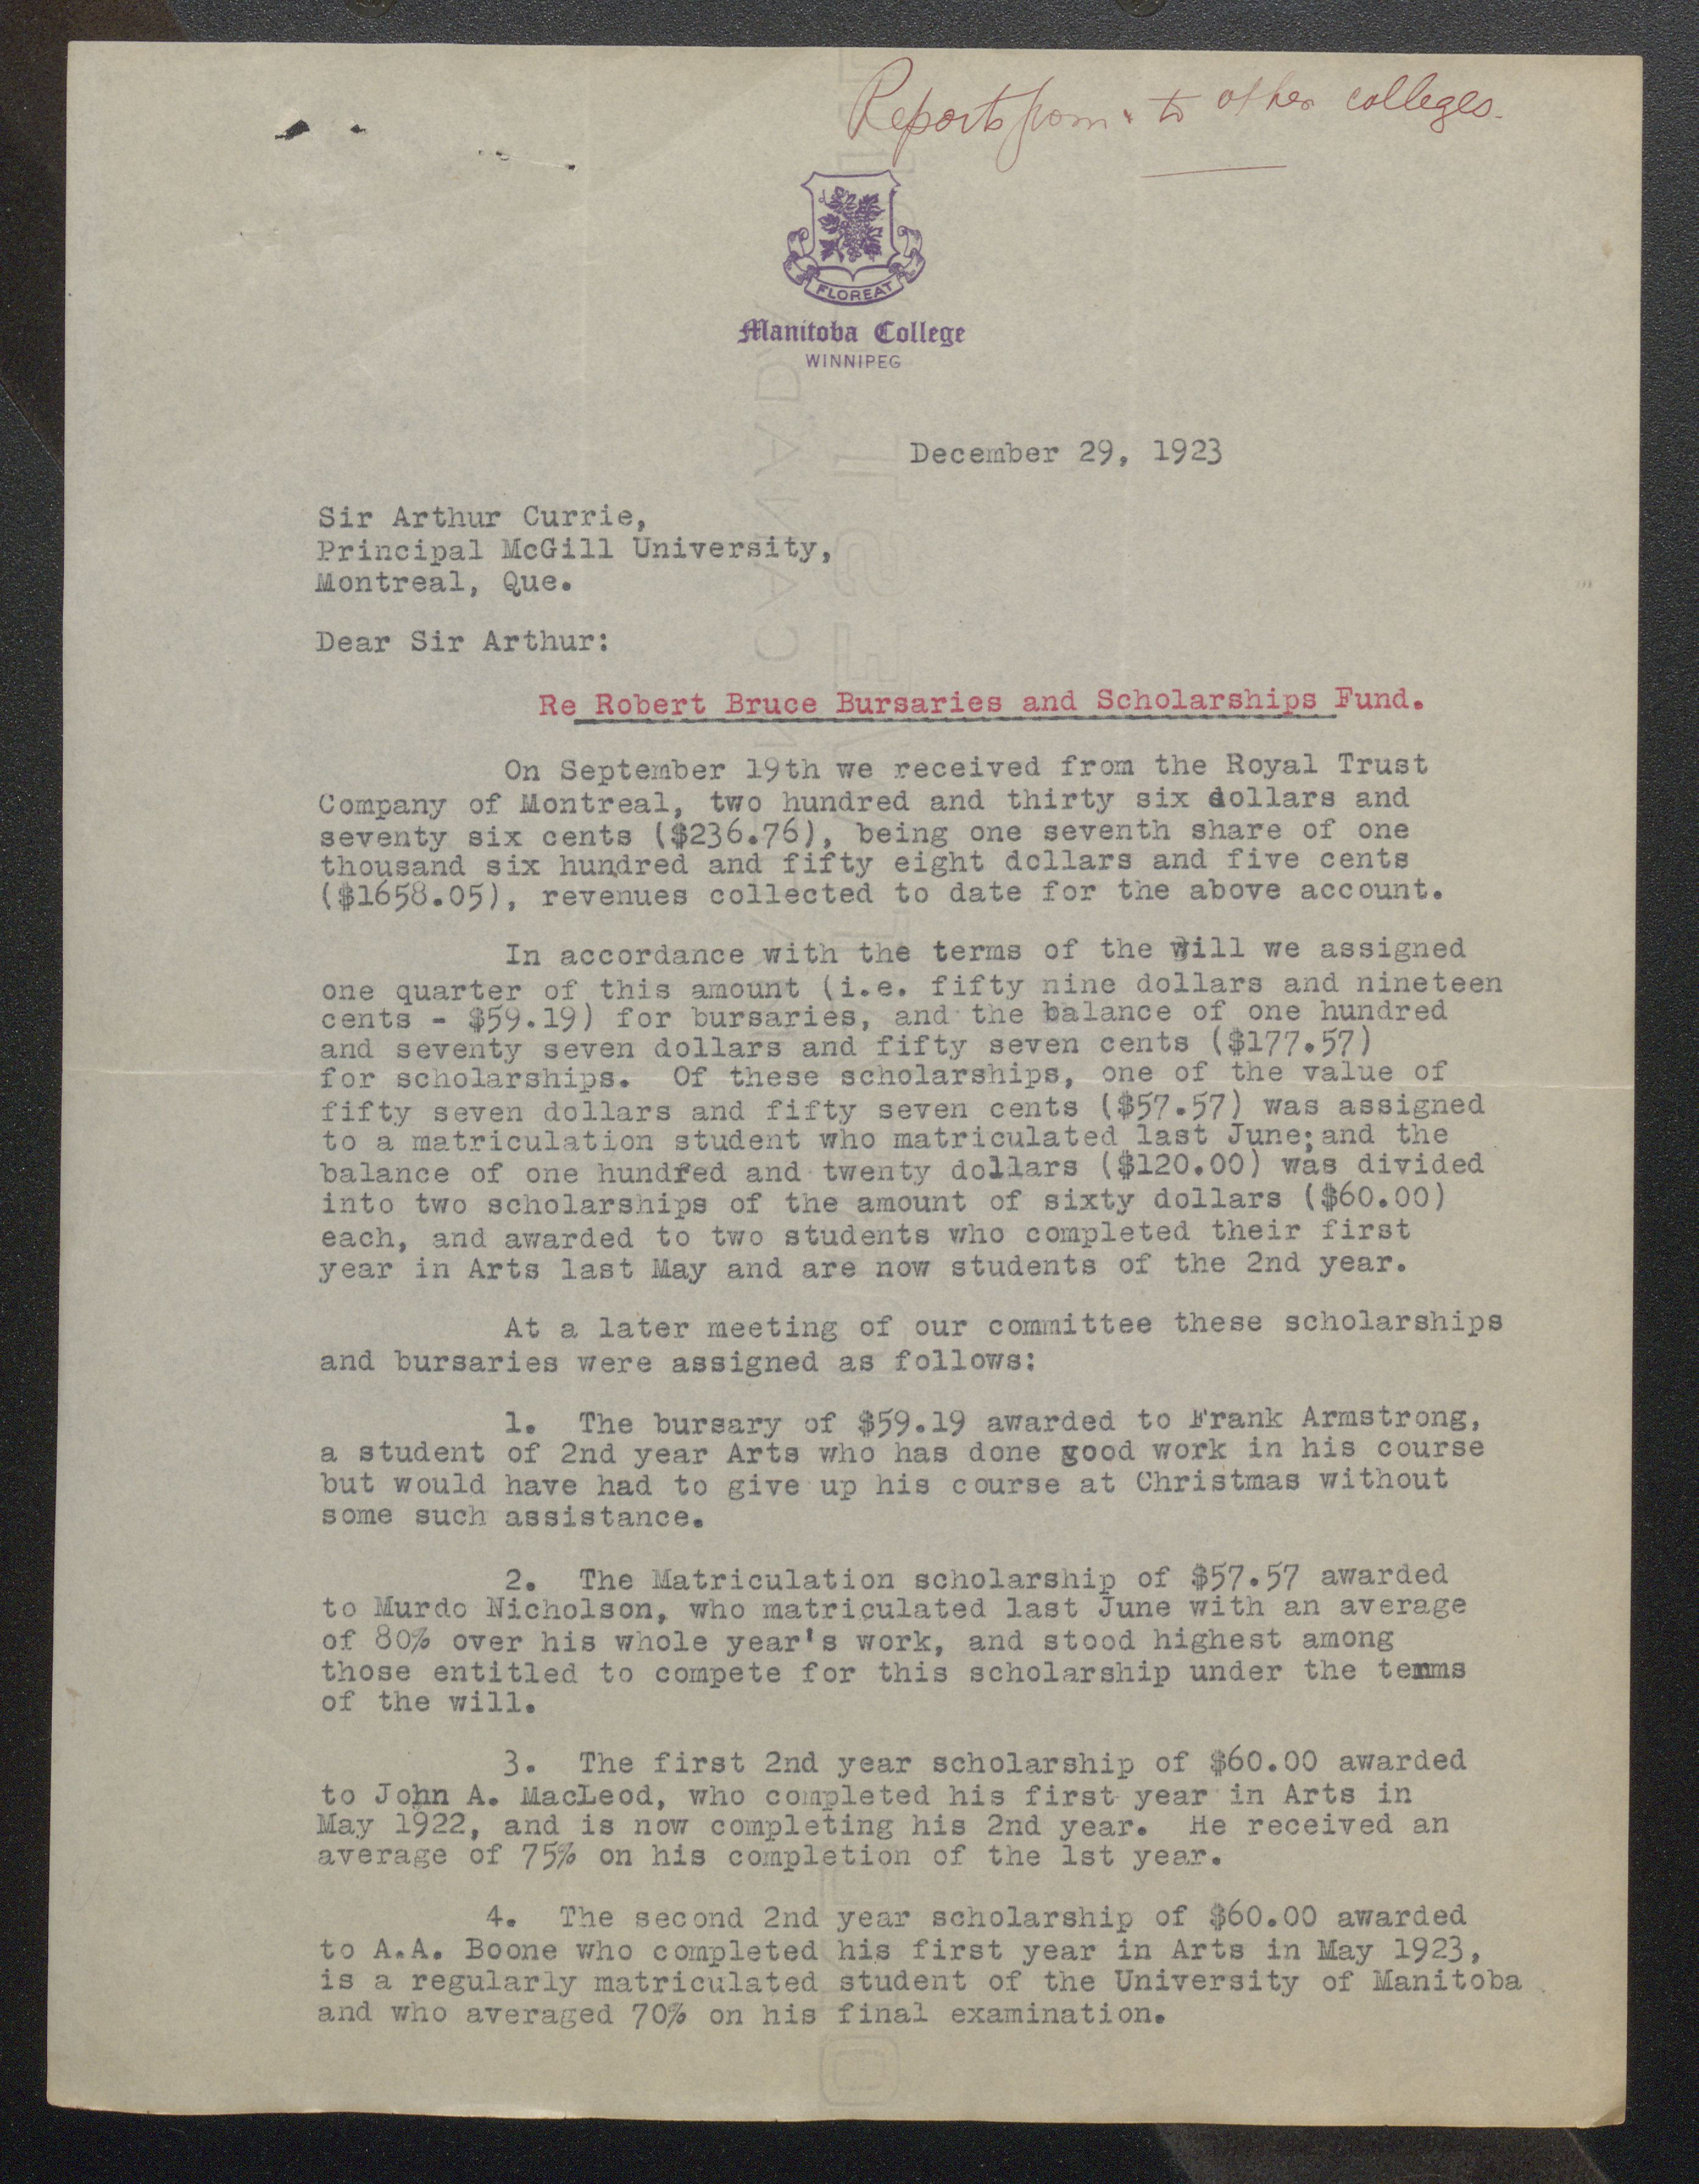 Reports from & to other colleges.
FLOREAT
Manitoba College
WINNIPEG
December 29, 1923
Sir Arthur Currie,
Principal McGill University,
Montreal, Que.
Dear Sir Arthur:
Re Robert Bruce Bursaries and Scholarships Fund.
On September 19th we received from the Royal Trust
Company of Montreal, two hundred and thirty six dollars and
seventy six cents ($236.76), being one seventh share of one
thousand six hundred and fifty eight dollars and five cents
($1658.05), revenues collected to date for the above account.
In accordance with the terms of the will we assigned
one quarter of this amount (i.e. fifty nine dollars and nineteen
cents - $59.19) for bursaries, and the balance of one hundred
and seventy seven dollars and fifty seven cents ($177.57)
for scholarships. Of these scholarships, one of the value of
fifty seven dollars and fifty seven cents ($57.57) was assigned
to a matriculation student who matriculated last June; and the
balance of one hundred and twenty dollars ($120.00) was divided
into two scholarships of the amount of sixty dollars ($60.00)
each, and awarded to two students who completed their first
year in Arts last May and are now students of the 2nd year.
At a later meeting of our committee these scholarships
and bursaries were assigned as follows:
1. The bursary of $59.19 awarded to Frank Armstrong,
a student of 2nd year Arts who has done good work in his course
but would have had to give up his course at Christmas without
some such assistance.
2. The Matriculation scholarship of $57.57 awarded
to Murdo Nicholson, who matriculated last June with an average
of 80% over his whole year's work, and stood highest among
those entitled to compete for this scholarship under the terms
of the will.
3. The first 2nd year scholarship of $60.00 awarded
to John A. MacLeod, who completed his first year in Arts in
May 1922, and is now completing his 2nd year. He received an
average of 75% on his completion of the 1st year.
4. The second 2nd year scholarship of $60.00 awarded
to A.A. Boone who completed his first year in Arts in May 1923,
is a regularly matriculated student of the University of Manitoba
and who averaged 70% on his final examination.